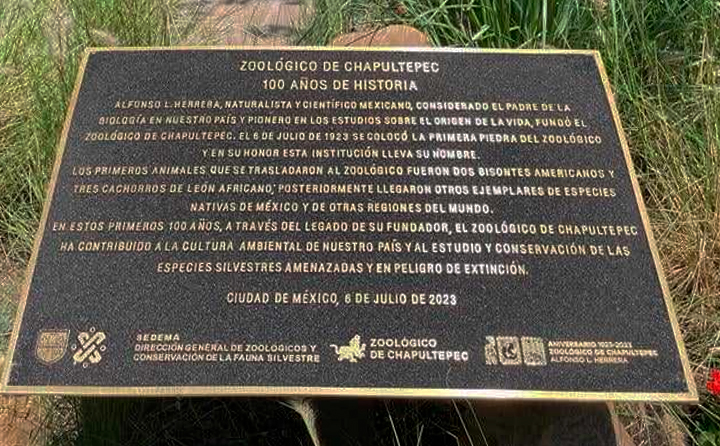 ZOOLÓGICO DE CHAPULTEPEC
100 AÑOS DE HISTORIA
ALFONSO L. HERRERA, NATURALISTA Y CIENTÍFICO MEXICANO, CONSIDERADO EL PADRE DE LA
BIOLOGÍA EN NUESTRO PAÍS Y PIONERO EN LOS ESTUDIOS SOBRE EL ORIGEN DE LA VIDA, FUNDÓ EL
ZOOLÓGICO DE CHAPULTEPEC. EL 6 DE JULIO DE 1923 SE COLOCÓ LA PRIMERA PIEDRA DEL ZOOLÓGICO
Y EN SU HONOR ESTA INSTITUCIÓN LLEVA SU NOMBRE.
LOS PRIMEROS ANIMALES QUE SE TRASLADARON AL ZOOLÓGICO FUERON DOS BISONTES AMERICANOS Y
TRES CACHORROS DE LEÓN AFRICANO; POSTERIORMENTE LLEGARON OTROS EJEMPLARES DE ESPECIES
NATIVAS DE MÉXICO Y DE OTRAS REGIONES DEL MUNDO.
EN ESTOS PRIMEROS 100 AÑOS, A TRAVÉS DEL LEGADO DE SU FUNDADOR, EL ZOOLÓGICO DE CHAPULTEPEC
HA CONTRIBUIDO A LA CULTURA AMBIENTAL DE NUESTRO PAÍS Y AL ESTUDIO Y CONSERVACIÓN DE LAS
ESPECIES SILVESTRES AMENAZADAS Y EN PELIGRO DE EXTINCIÓN.
CIUDAD DE MÉXICO, 6 DE JULIO DE 2023
SEDEMA
DIRECCIÓN GENERAL DE ZOOLÓGICOS Y
CONSERVACIÓN DE LA FAUNA SILVESTRE
ZOOLÓGICO
DE CHAPULTEPEC
ANIVERSARIO 1923-2023
ZOOLÓGICO DE CHAPULTEPEC
ALFONSO L. HERRERA